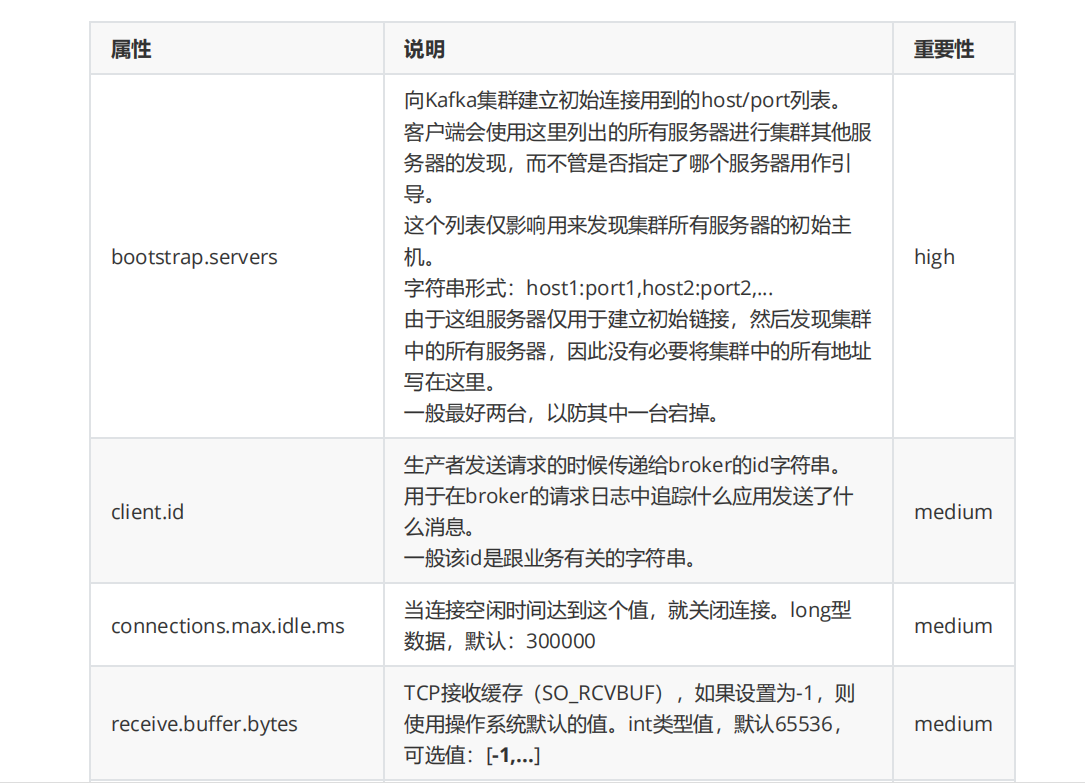 属性 说明 重要性
向Kafka集群建立初始连接用到的host/port列表。
客户端会使用这里列出的所有服务器进行集群其他服
务器的发现，而不管是否指定了哪个服务器用作引
导。
这个列表仅影响用来发现集群所有服务器的初始主
机。
bootstrap.servers high
字符串形式：host1:port1,host2:port2,...
由于这组服务器仅用于建立初始链接，然后发现集群
中的所有服务器，因此没有必要将集群中的所有地址
写在这里。
一般最好两台，以防其中一台宕掉。
生产者发送请求的时候传递给broker的id字符串。
用于在broker的请求日志中追踪什么应用发送了什
client.id medium
么消息。
一般该id是跟业务有关的字符串。
当连接空闲时间达到这个值，就关闭连接。long型
connections.max.idle.ms medium
数据，默认：300000
TCP接收缓存（SO_RCVBUF），如果设置为-1，则
receive.buffer.bytes 使用操作系统默认的值。int类型值，默认65536， medium
可选值：[-1,...]